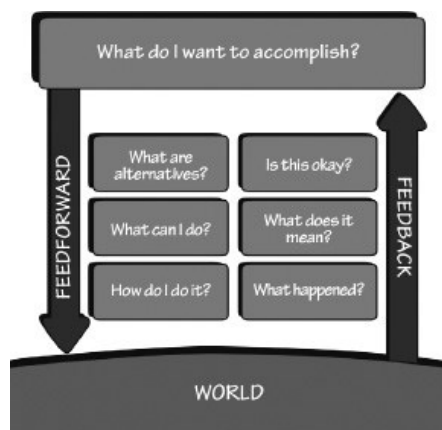 What do I want to accomplish?
FEEDFORWARD
What are
alternatives?
What can I do?
How do I do it?
Is this okay?
What does it
mean?
What happened?
FEEDBACK
WORLD